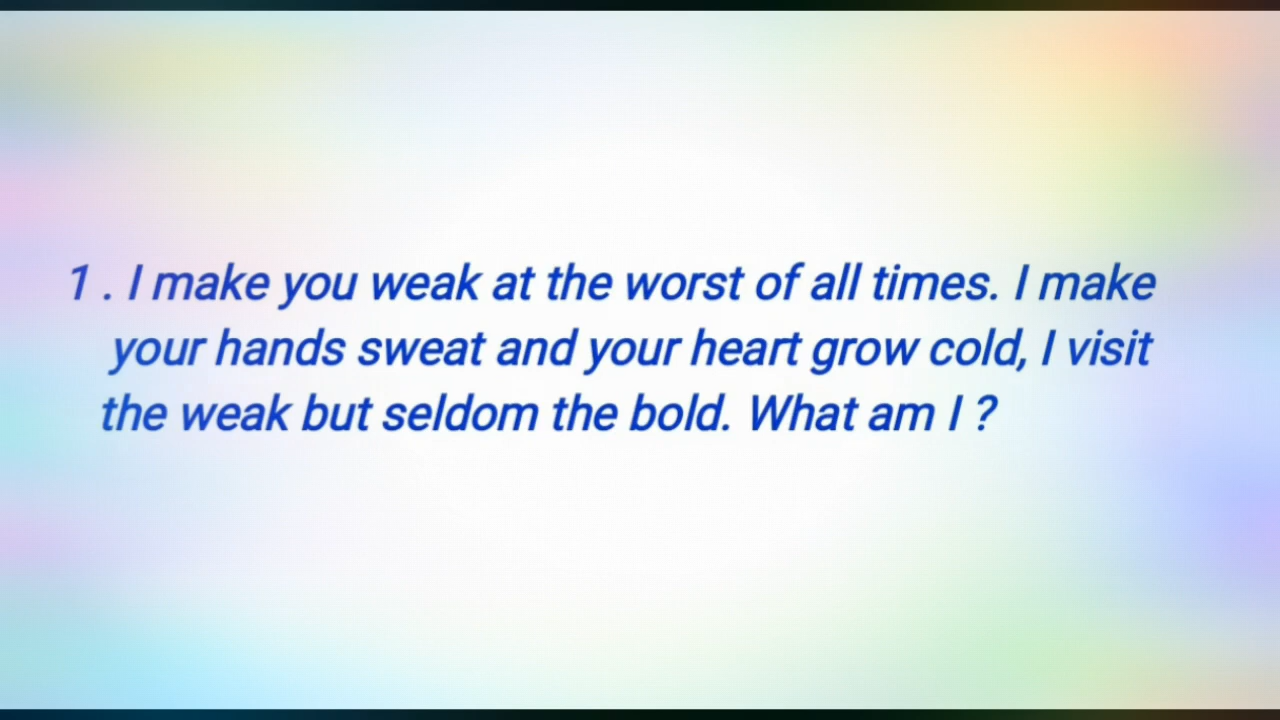 1 . I make you weak at the worst of all times. I make
your hands sweat and your heart grow cold, I visit
the weak but seldom the bold. What am I ?